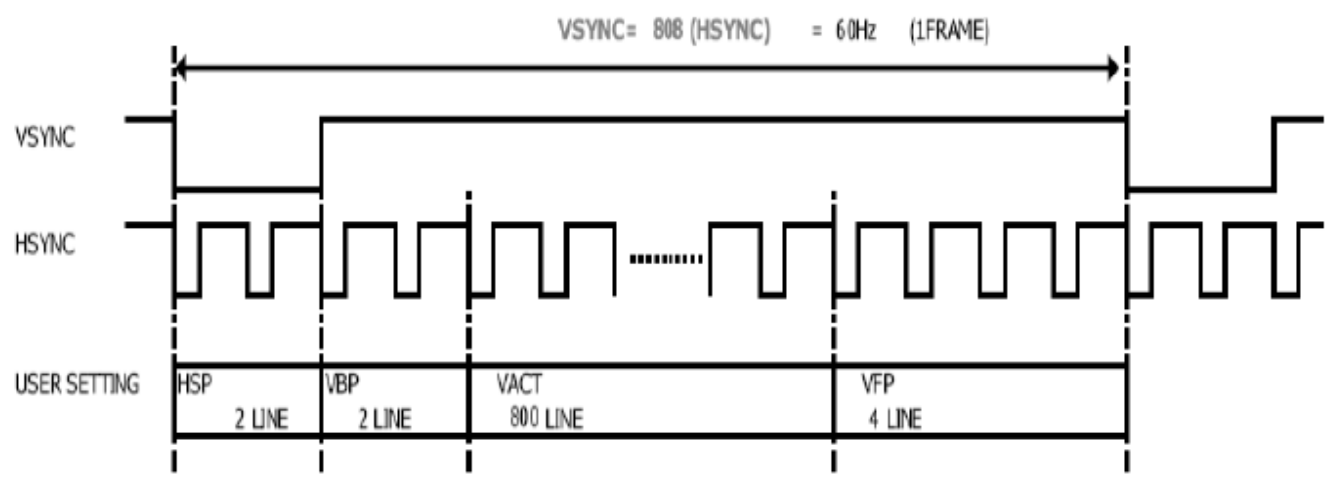 VSYNC= 808 (HSYNC) = 60Hz (1FRAME)
VSYNC
HSYNC
USER SETTING
HSP
2 LINE
VBP
2 LINE
VACT
800 LINE
VFP
4 LINE